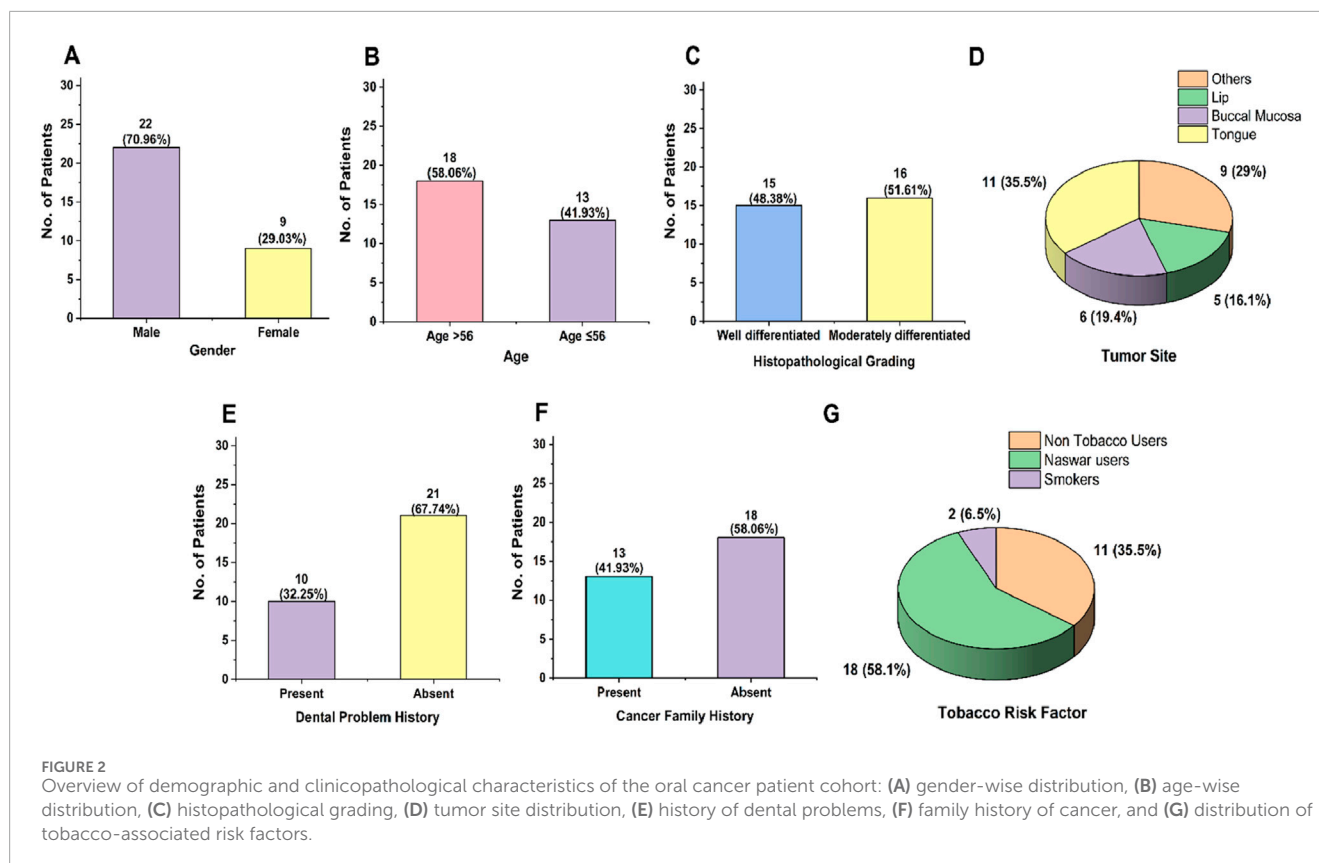 A
No. of Patients
30
25
20
15
10
5
0
22
(70.96%)
9
(29.03%)
Male Female
Gender
B
No. of Patients
30
25
20
15
10
5
0
18
(58.06%)
13
(41.93%)
Age >56 Age ≤56
Age
C
No. of Patients
30
25
20
15
10
5
0
15
(48.38%)
16
(51.61%)
Well differentiated Moderately differentiated
Histopathological Grading
D
Others
Lip
Buccal Mucosa
Tongue
11 (35.5%)
9 (29%)
5 (16.1%)
6 (19.4%)
Tumor Site
E
No. of Patients
30
25
20
15
10
5
0
10
(32.25%)
21
(67.74%)
Present Absent
Dental Problem History
F
No. of Patients
30
25
20
15
10
5
0
13
(41.93%)
18
(58.06%)
Present Absent
Cancer Family History
G
Non Tobacco Users
Naswar users
Smokers
2 (6.5%)
11 (35.5%)
18 (58.1%)
Tobacco Risk Factor
FIGURE 2
Overview of demographic and clinicopathological characteristics of the oral cancer patient cohort: (A) gender-wise distribution, (B) age-wise
distribution, (C) histopathological grading, (D) tumor site distribution, (E) history of dental problems, (F) family history of cancer, and (G) distribution of
tobacco-associated risk factors.